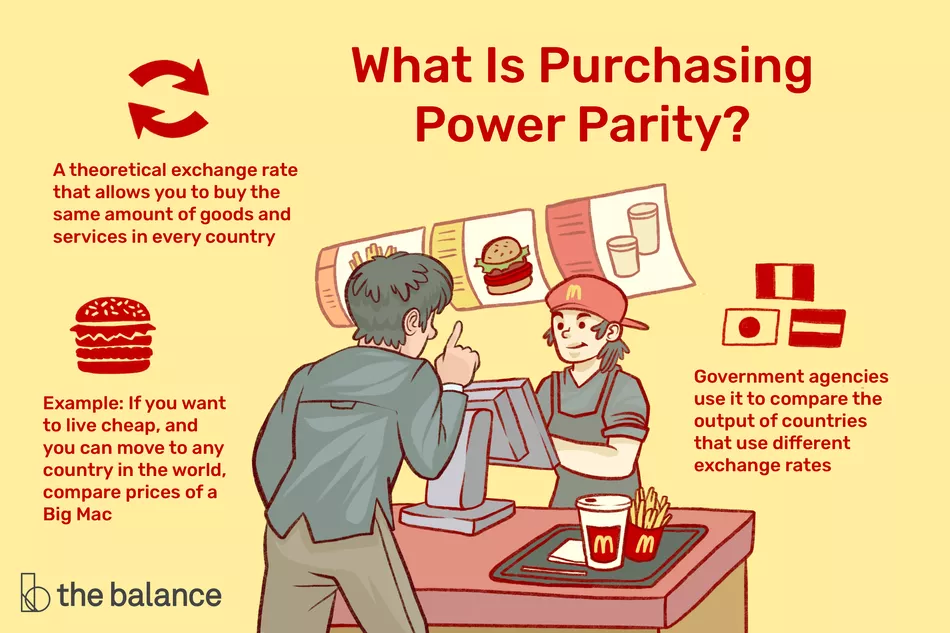 What Is Purchasing
Power Parity?
A theoretical exchange rate
that allows you to buy the
same amount of goods and
services in every country
Example: If you want
to live cheap, and
you can move to any
country in the world,
compare prices of a
Big Mac
Government agencies
use it to compare the
output of countries
that use different
exchange rates
the balance